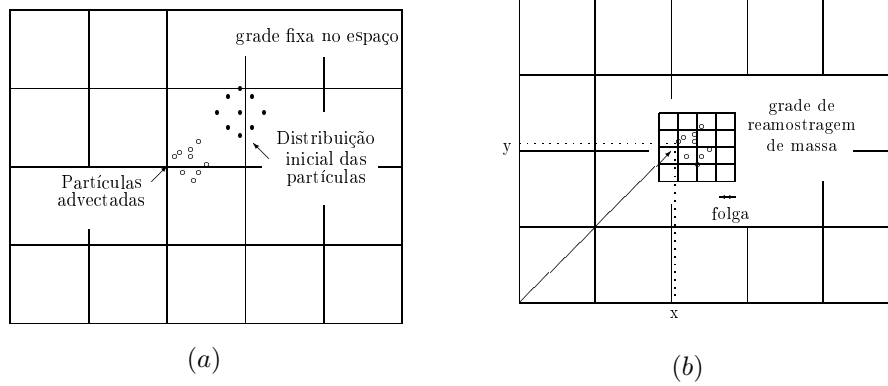 grade fixa no espaço
Distribuição
inicial das
partículas
Partículas
advectadas
(a)
grade de
reamostragem
de massa
y
folga
x
(b)